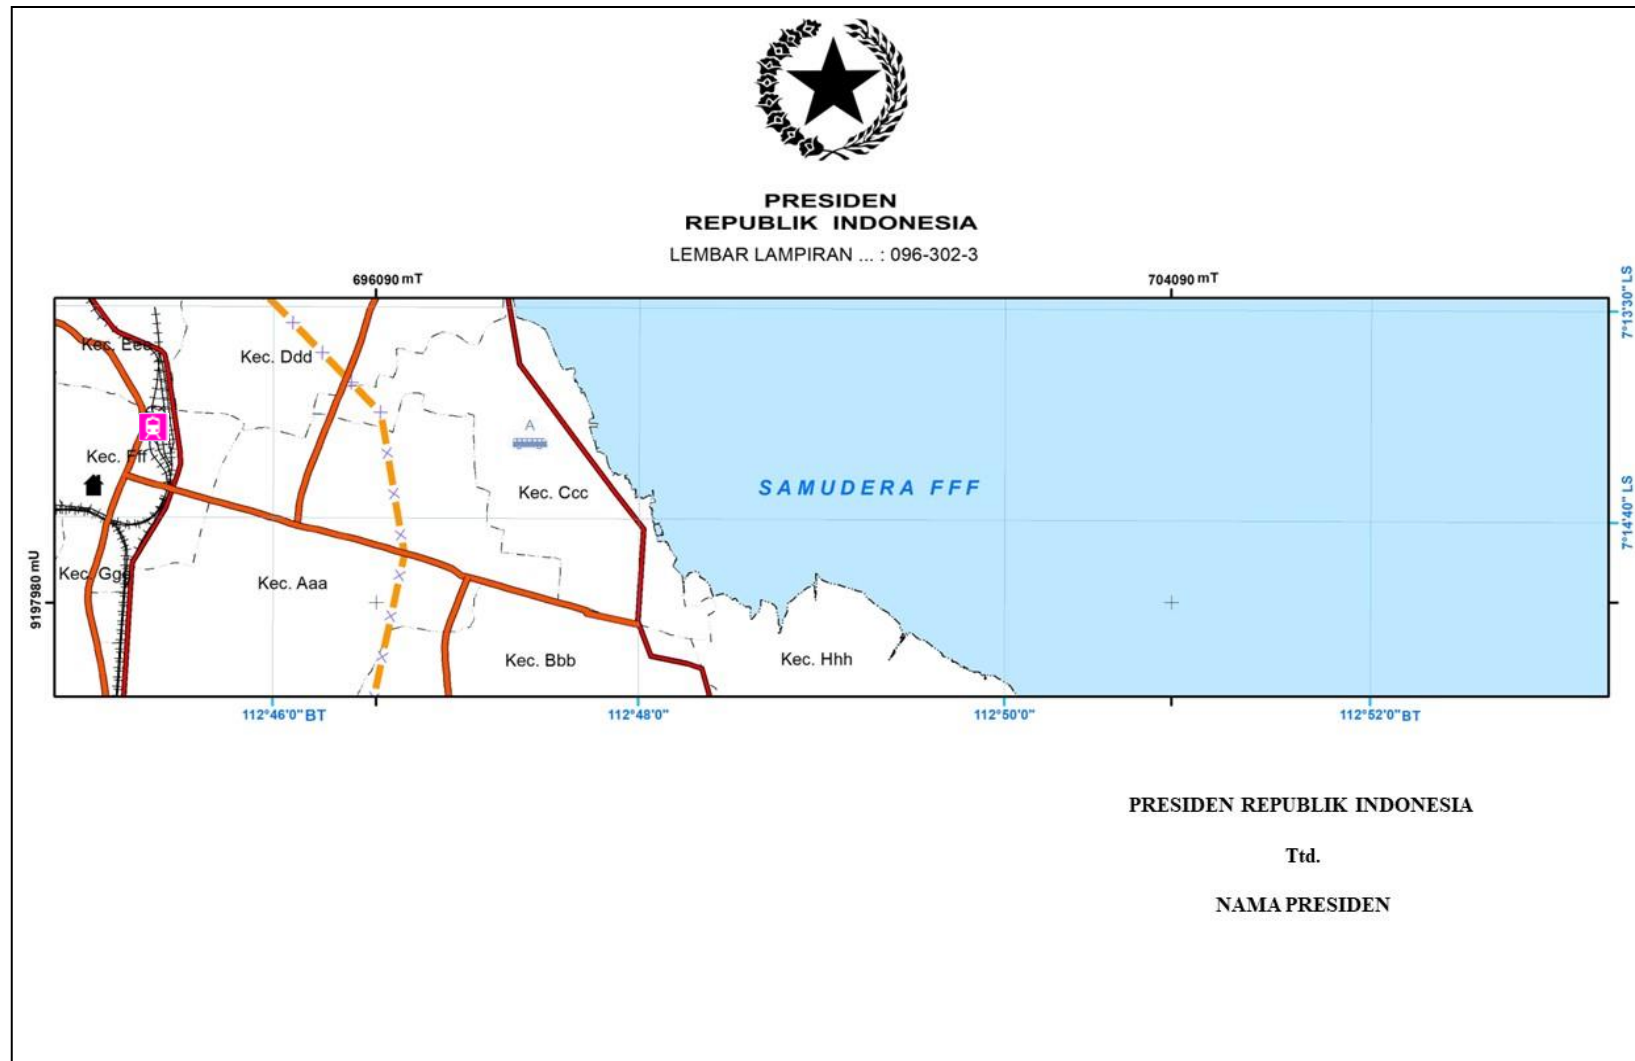 PRESIDEN
REPUBLIK INDONESIA
LEMBAR LAMPIRAN ... : 096-302-3
696090 mT
704090 mT
7°13'30" LS
Kec. Eee
Kec. Ddd
A
Kec. Fff
Kec. Ccc
SAMUDERA FFF
7°14'40" LS
Kec. Ggg
Kec. Aaa
9197980 mU
Kec. Bbb
Kec. Hhh
112°46'0" BT
112°48'0"
112°50'0"
112°52'0" BT
PRESIDEN REPUBLIK INDONESIA
Ttd.
NAMA PRESIDEN